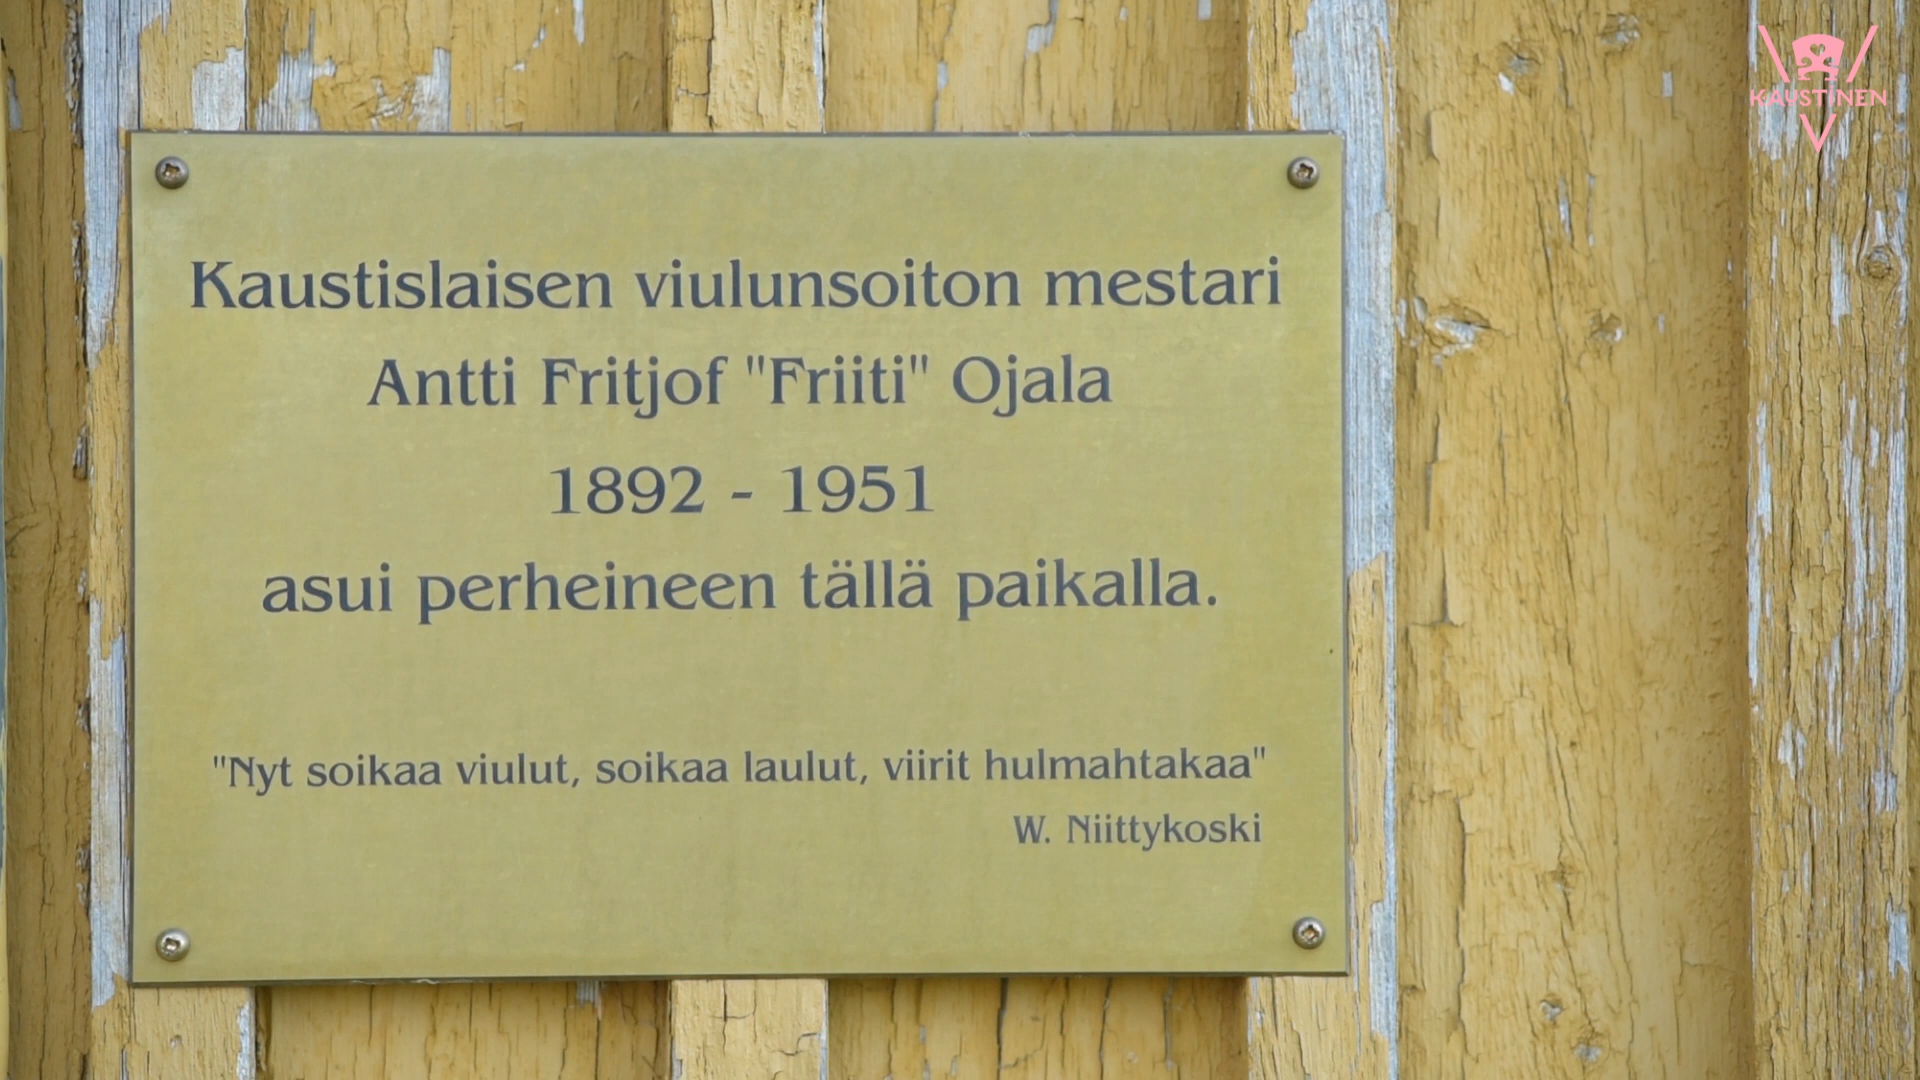 KAUSTINEN
Kaustislaisen viulunsoiton mestari
Antti Fritjof "Friiti" Ojala
1892 - 1951
asui perheineen tällä paikalla.
"Nyt soikaa viulut, soikaa laulut, viirit hulmahtakaa"
W. Niittykoski